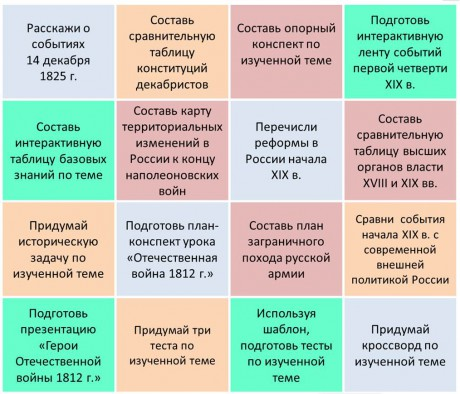 Расскажи о
событиях
14 декабря
1825 г.
Составь
сравнительную
таблицу
конституций
декабристов
Составь опорный
конспект по
изученной теме
Подготовь
интерактивную
ленту событий
первой четверти
XIX в.
Составь
интерактивную
таблицу базовых
знаний по теме
Составь карту
территориальных
изменений в
России к концу
наполеоновских
войн
Перечисли
реформы в
России начала
XIX в.
Составь
сравнительную
таблицу высших
органов власти
XVIII и XIX вв.
Придумай
историческую
задачу по
изученной теме
Подготовь план-
конспект урока
«Отечественная
война 1812 г.»
Составь план
заграничного
похода русской
армии
Сравни события
начала XIX в. с
современной
внешней
политикой России
Подготовь
презентацию
«Герои
Отечественной
войны 1812 г.»
Придумай три
теста по
изученной теме
Используя
шаблон,
подготовь тесты
по изученной
теме
Придумай
кроссворд по
изученной теме